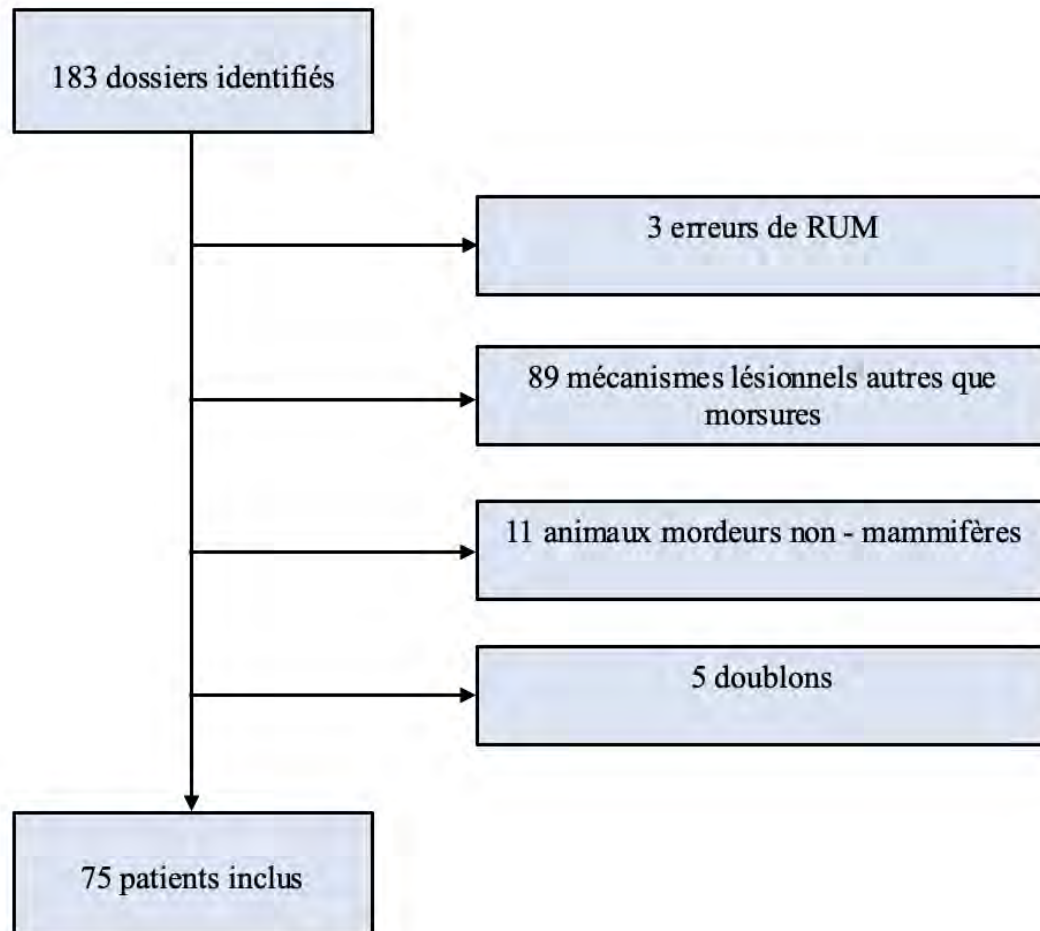 183 dossiers identifiés
3 erreurs de RUM
89 mécanismes lésionnels autres que
morsures
11 animaux mordeurs non - mammifères
5 doublons
75 patients inclus